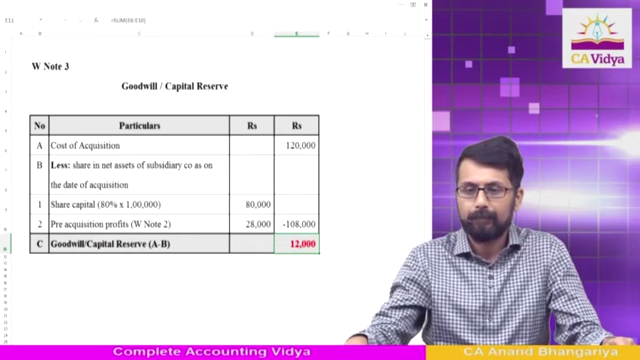 E11
fx
=SUM(E8:E10)
W Note 3
Goodwill / Capital Reserve
No Particulars Rs Rs
A Cost of Acquisition 120,000
B Less: share in net assets of subsidiary co as on
the date of acquisition
1 Share capital (80% x 1,00,000) 80,000
2 Pre acquisition profits (W Note 2) 28,000 -108,000
C Goodwill/Capital Reserve (A-B) 12,000
CA Vidya
Complete Accounting Vidya
CA Anand Bhangariya